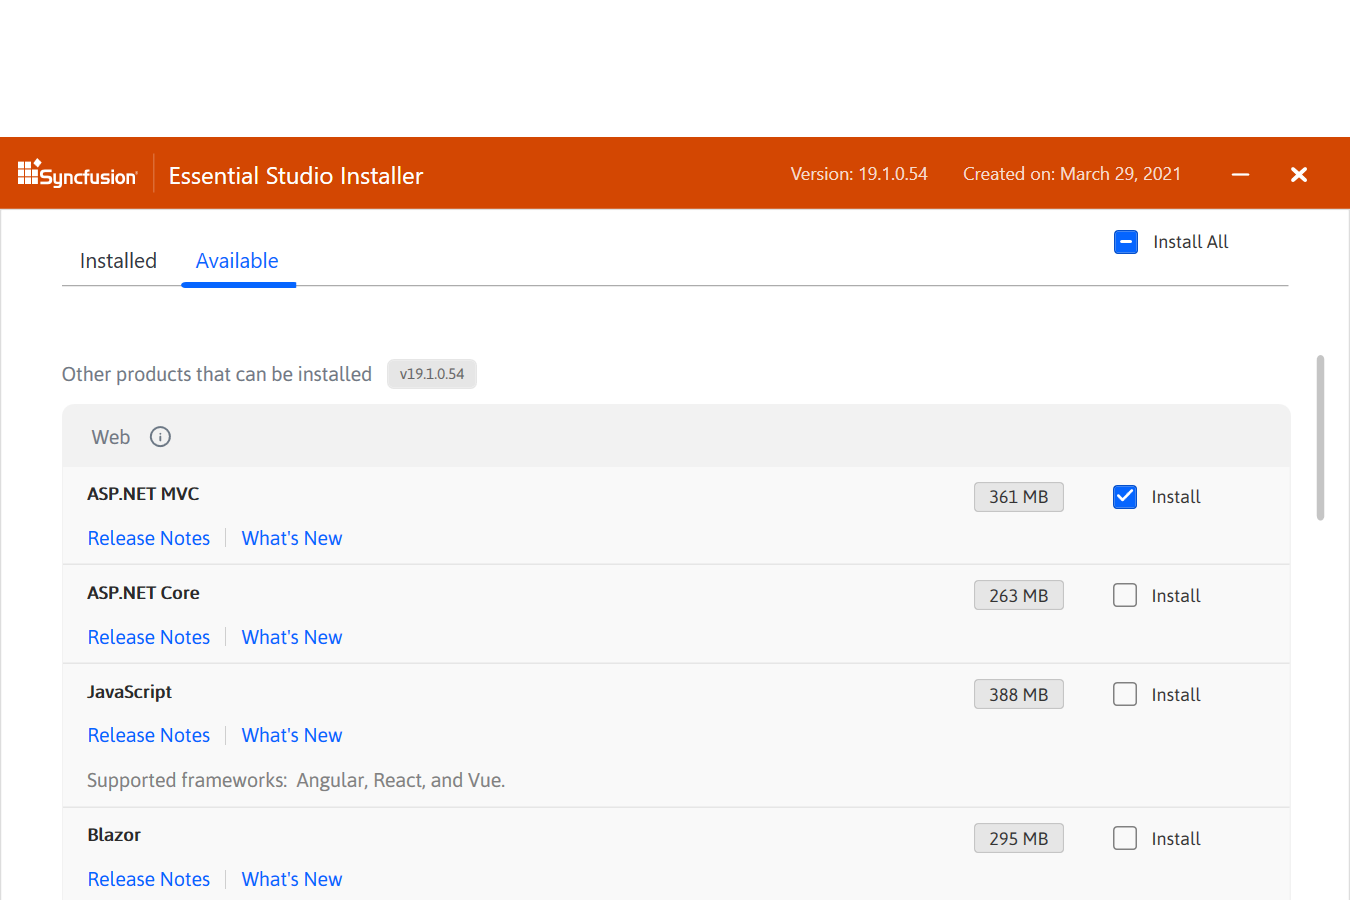 Syncfusion Essential Studio Installer Version: 19.1.0.54 Created on: March 29, 2021
Installed Available Install All
Other products that can be installed v19.1.0.54
Web
ASP.NET MVC 361 MB Install
Release Notes What's New
ASP.NET Core 263 MB Install
Release Notes What's New
JavaScript 388 MB Install
Release Notes What's New
Supported frameworks: Angular, React, and Vue.
Blazor 295 MB Install
Release Notes What's New